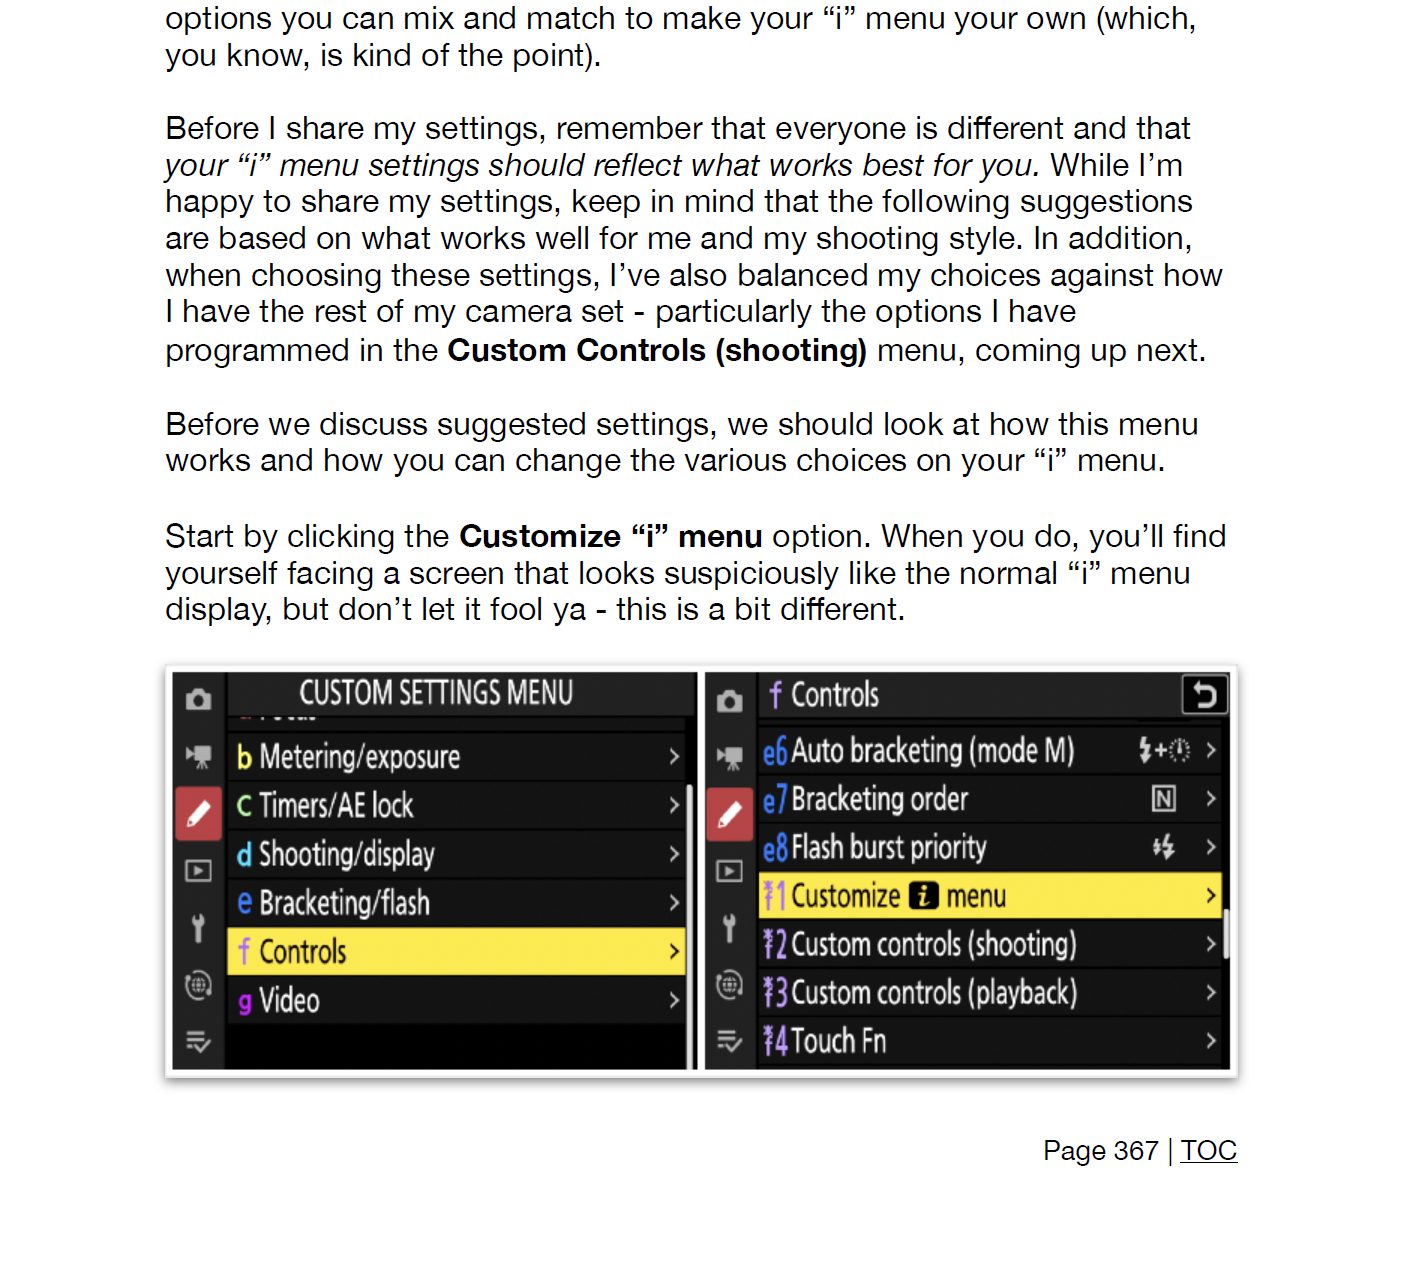 options you can mix and match to make your “i” menu your own (which,
you know, is kind of the point).
Before I share my settings, remember that everyone is different and that
your “i” menu settings should reflect what works best for you. While I’m
happy to share my settings, keep in mind that the following suggestions
are based on what works well for me and my shooting style. In addition,
when choosing these settings, I’ve also balanced my choices against how
I have the rest of my camera set - particularly the options I have
programmed in the Custom Controls (shooting) menu, coming up next.
Before we discuss suggested settings, we should look at how this menu
works and how you can change the various choices on your “i” menu.
Start by clicking the Customize “i” menu option. When you do, you’ll find
yourself facing a screen that looks suspiciously like the normal “i” menu
display, but don’t let it fool ya - this is a bit different.
CUSTOM SETTINGS MENU
b Metering/exposure
c Timers/AE lock
d Shooting/display
e Bracketing/flash
f Controls
g Video
f Controls
e6 Auto bracketing (mode M)
e7 Bracketing order N
e8 Flash burst priority
f1 Customize i menu
f2 Custom controls (shooting)
f3 Custom controls (playback)
f4 Touch Fn
Page 367 | TOC